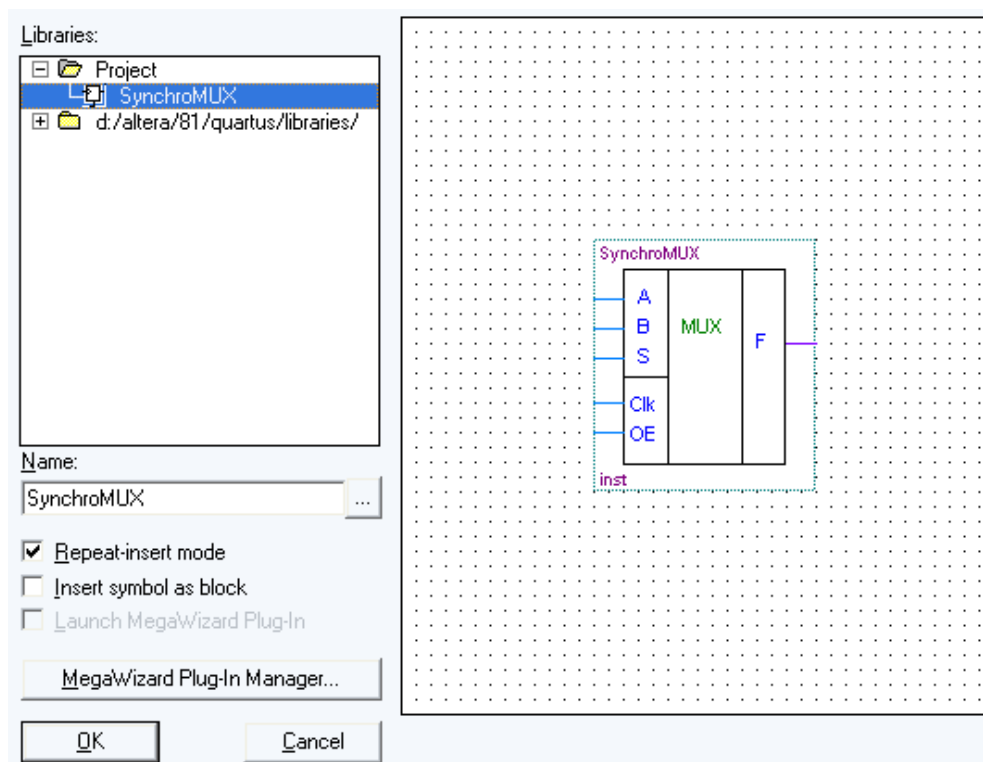 Libraries:
Project
SynchroMUX
d:/altera/81/quartus/libraries/
Name:
SynchroMUX
...
Repeat-insert mode
Insert symbol as block
Launch MegaWizard Plug-In
MegaWizard Plug-In Manager...
OK
Cancel
SynchroMUX
A
B
MUX
F
S
Clk
OE
inst